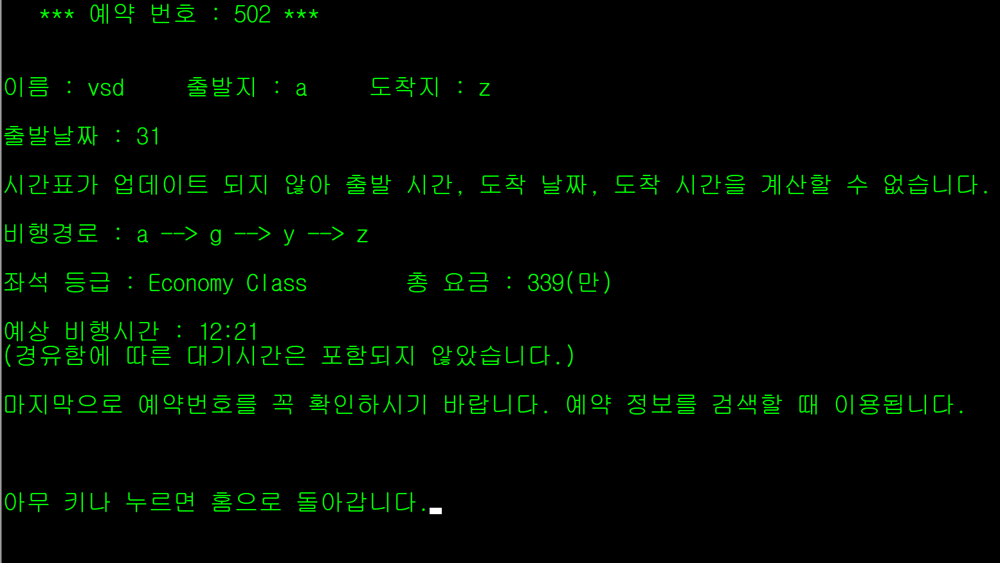 *** 예약 번호 : 502 ***
이름 : vsd 출발지 : a 도착지 : z
출발날짜 : 31
시간표가 업데이트 되지 않아 출발 시간, 도착 날짜, 도착 시간을 계산할 수 없습니다.
비행경로 : a --> g --> y --> z
좌석 등급 : Economy Class 총 요금 : 339(만)
예상 비행시간 : 12:21
(경유함에 따른 대기시간은 포함되지 않았습니다.)
마지막으로 예약번호를 꼭 확인하시기 바랍니다. 예약 정보를 검색할 때 이용됩니다.
아무 키나 누르면 홈으로 돌아갑니다.